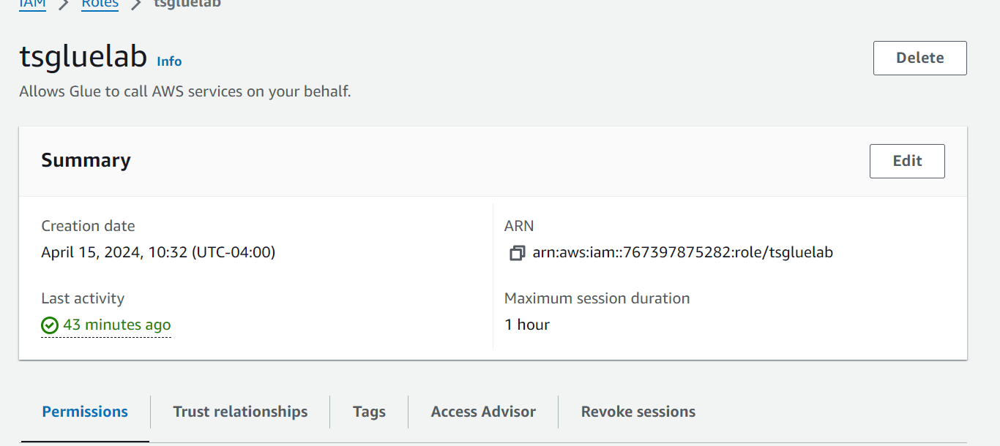 IAM > Roles > tsgluelab
tsgluelab Info
Delete
Allows Glue to call AWS services on your behalf.
Summary
Edit
Creation date
April 15, 2024, 10:32 (UTC-04:00)
ARN
arn:aws:iam::767397875282:role/tsgluelab
Last activity
43 minutes ago
Maximum session duration
1 hour
Permissions
Trust relationships
Tags
Access Advisor
Revoke sessions